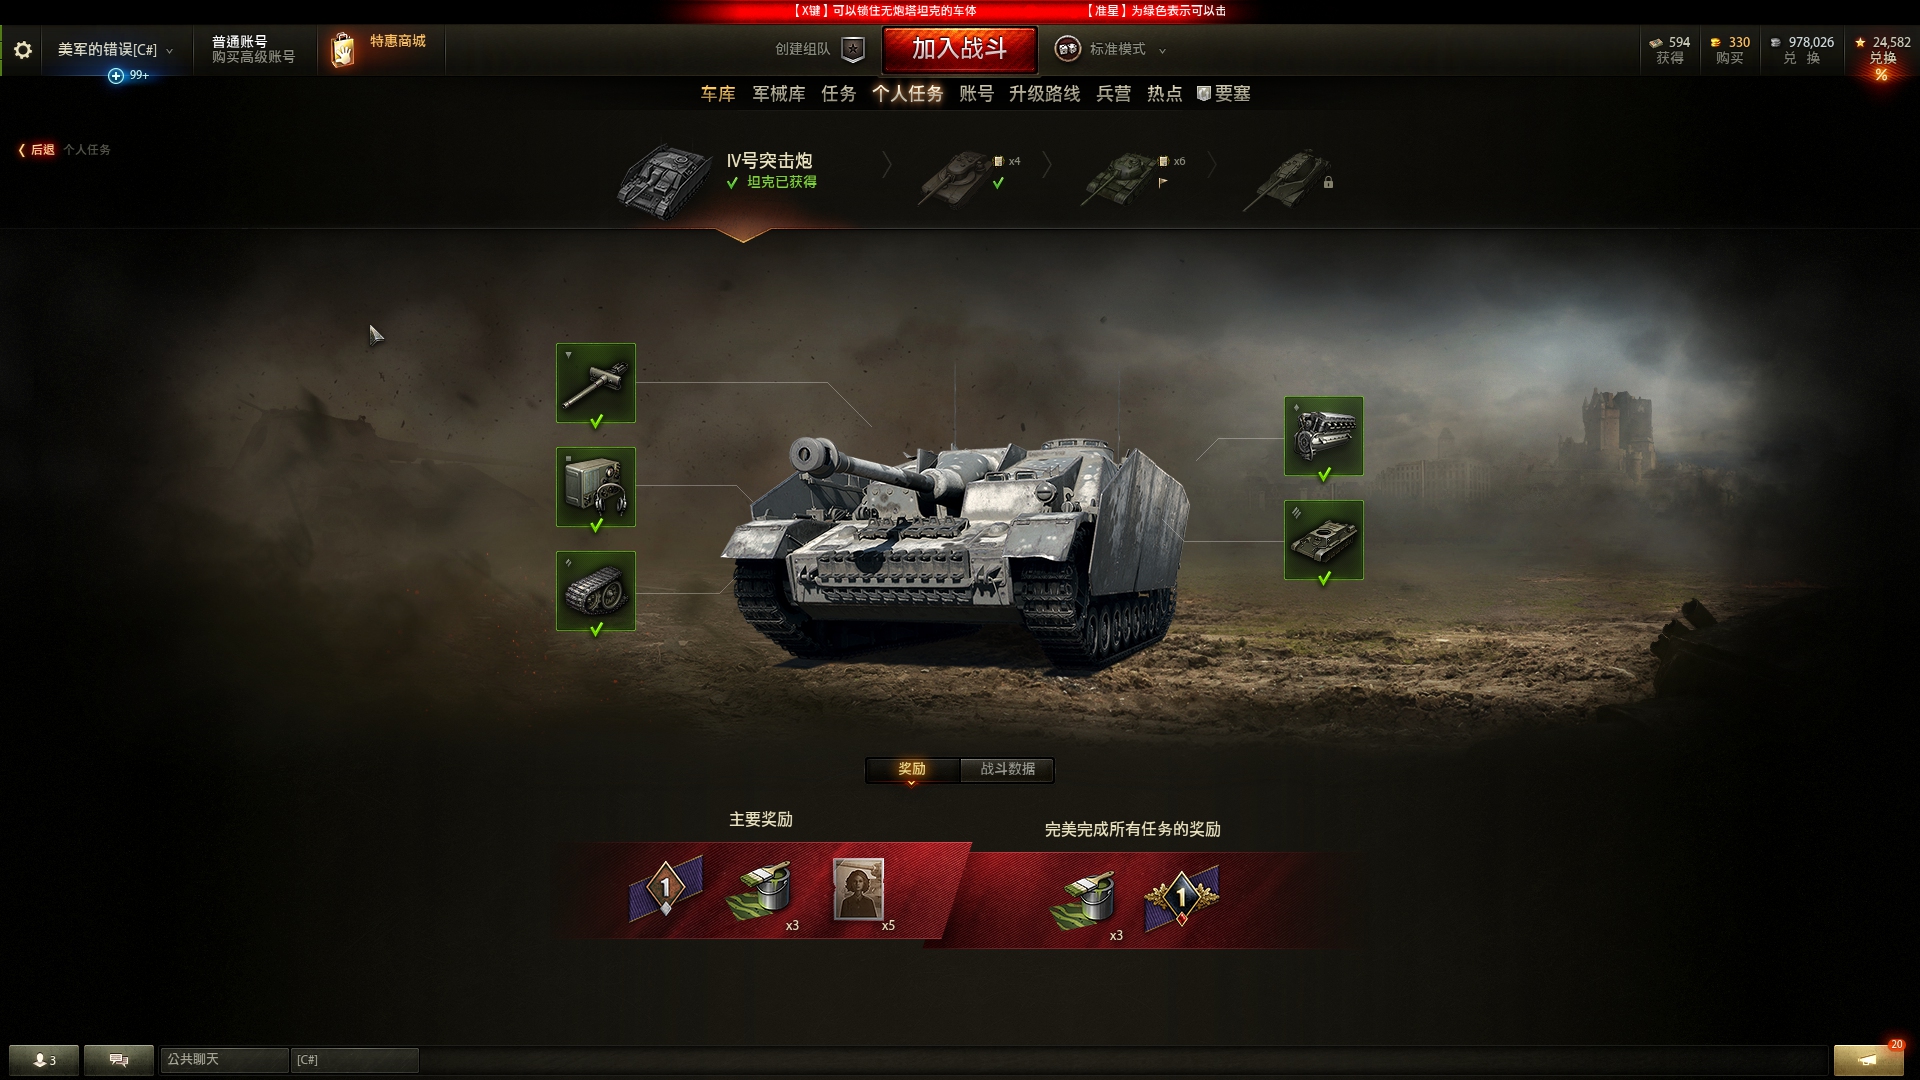 【X键】可以锁住无炮塔坦克的车体
【准星】为绿色表示可以击
美军的错误[C#]
99+
普通账号
购买高级账号
特惠商城
创建组队
加入战斗
标准模式
594
获得
330
购买
978,026
兑 换
24,582
兑换
%
车库 军械库 任务 个人任务 账号 升级路线 兵营 热点 要塞
后退 个人任务
IV号突击炮
坦克已获得
x4
x6
奖励
战斗数据
主要奖励
完美完成所有任务的奖励
1
x3
x5
x3
1
3
公共聊天
[C#]
20